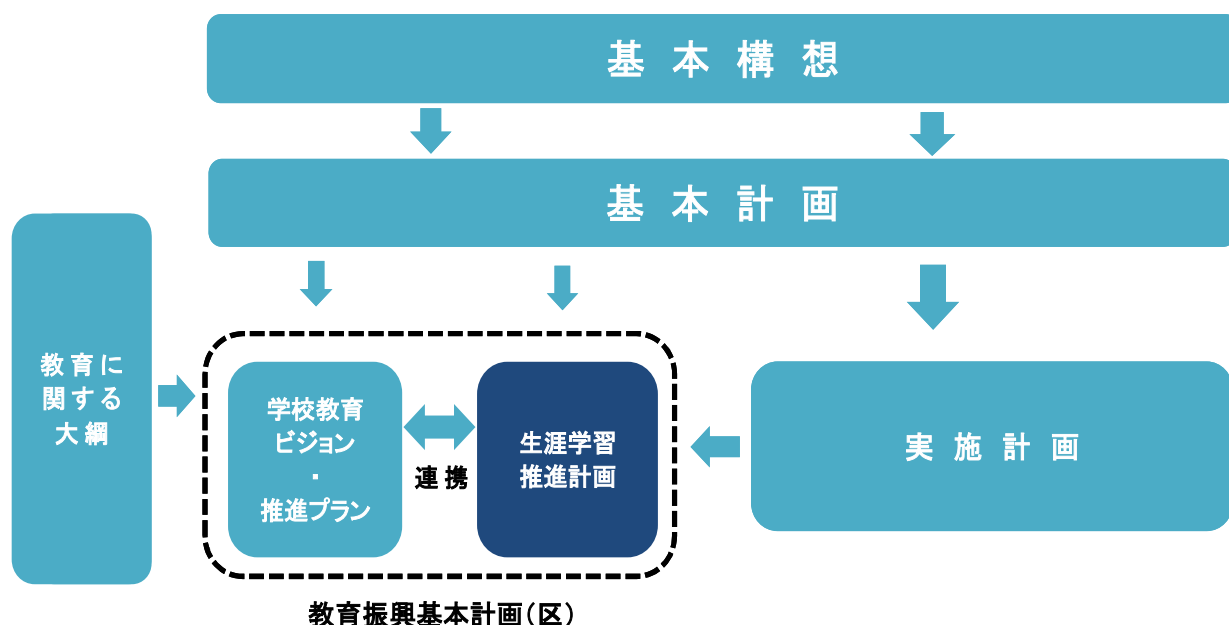 基本構想
基本計画
教育に
関する
大綱
学校教育
ビジョン
・
推進プラン
連携
生涯学習
推進計画
実施計画
教育振興基本計画(区)